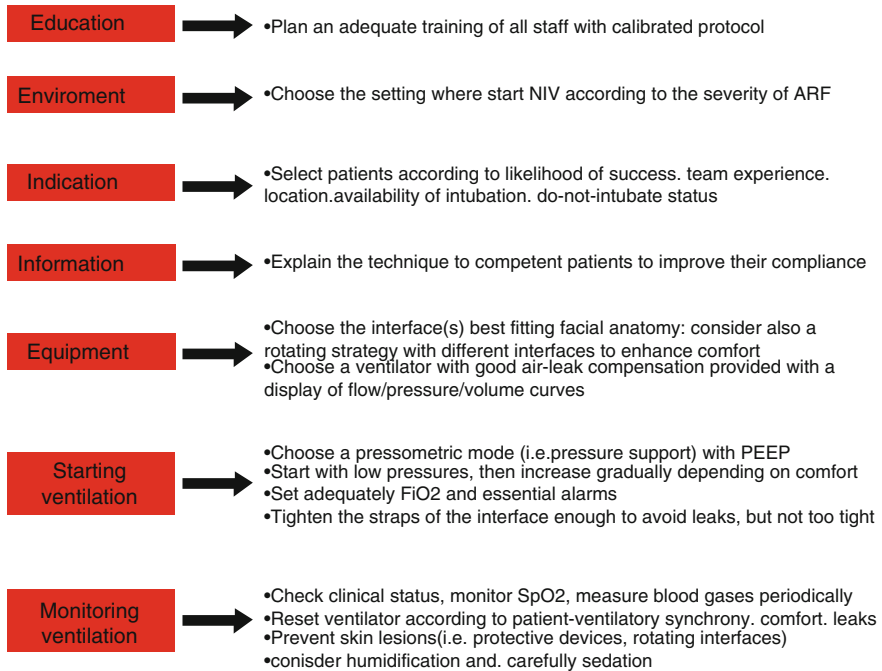 Education
•Plan an adequate training of all staff with calibrated protocol
Enviroment
•Choose the setting where start NIV according to the severity of ARF
Indication
•Select patients according to likelihood of success. team experience.
location.availability of intubation. do-not-intubate status
Information
•Explain the technique to competent patients to improve their compliance
Equipment
•Choose the interface(s) best fitting facial anatomy: consider also a
rotating strategy with different interfaces to enhance comfort
•Choose a ventilator with good air-leak compensation provided with a
display of flow/pressure/volume curves
Starting
ventilation
•Choose a pressometric mode (i.e.pressure support) with PEEP
•Start with low pressures, then increase gradually depending on comfort
•Set adequately FiO2 and essential alarms
•Tighten the straps of the interface enough to avoid leaks, but not too tight
Monitoring
ventilation
•Check clinical status, monitor SpO2, measure blood gases periodically
•Reset ventilator according to patient-ventilatory synchrony. comfort. leaks
•Prevent skin lesions(i.e. protective devices, rotating interfaces)
•conisder humidification and. carefully sedation